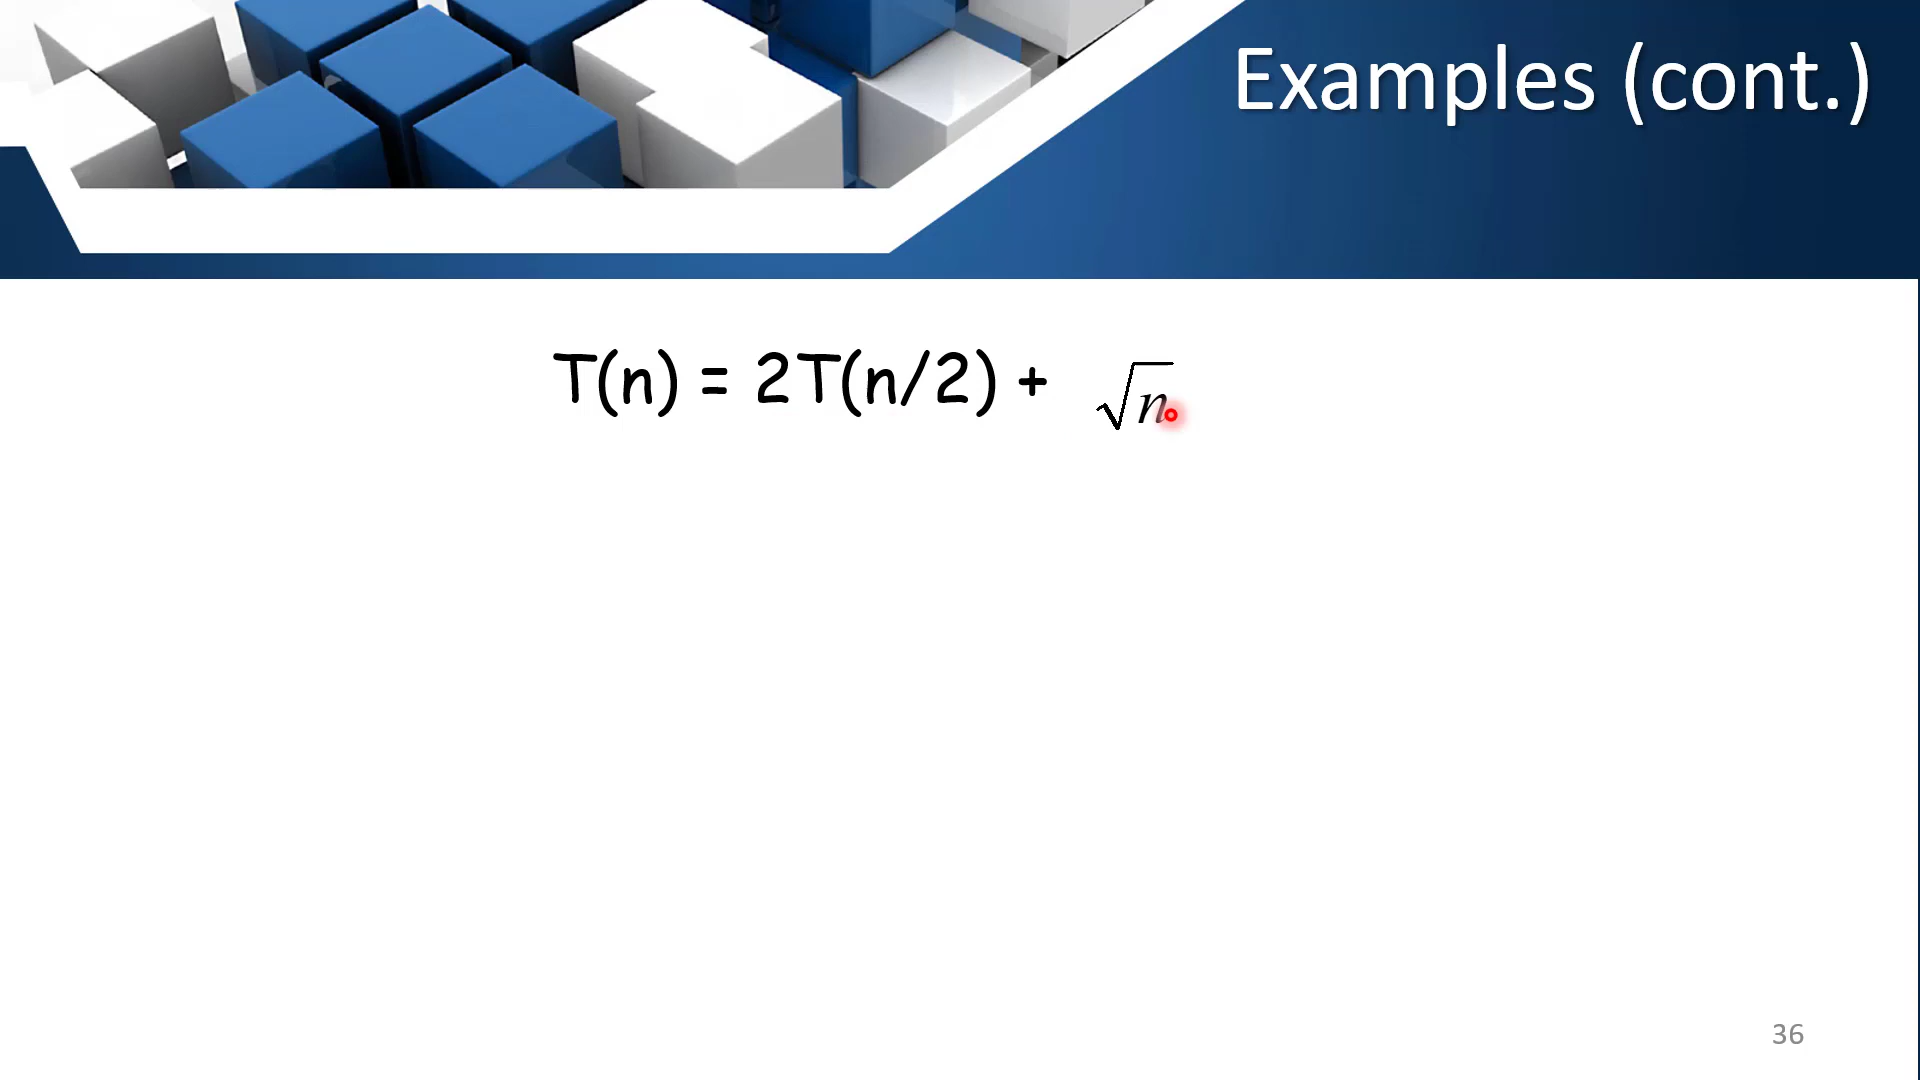 Examples (cont.)
T(n) = 2T(n/2) + √n
36